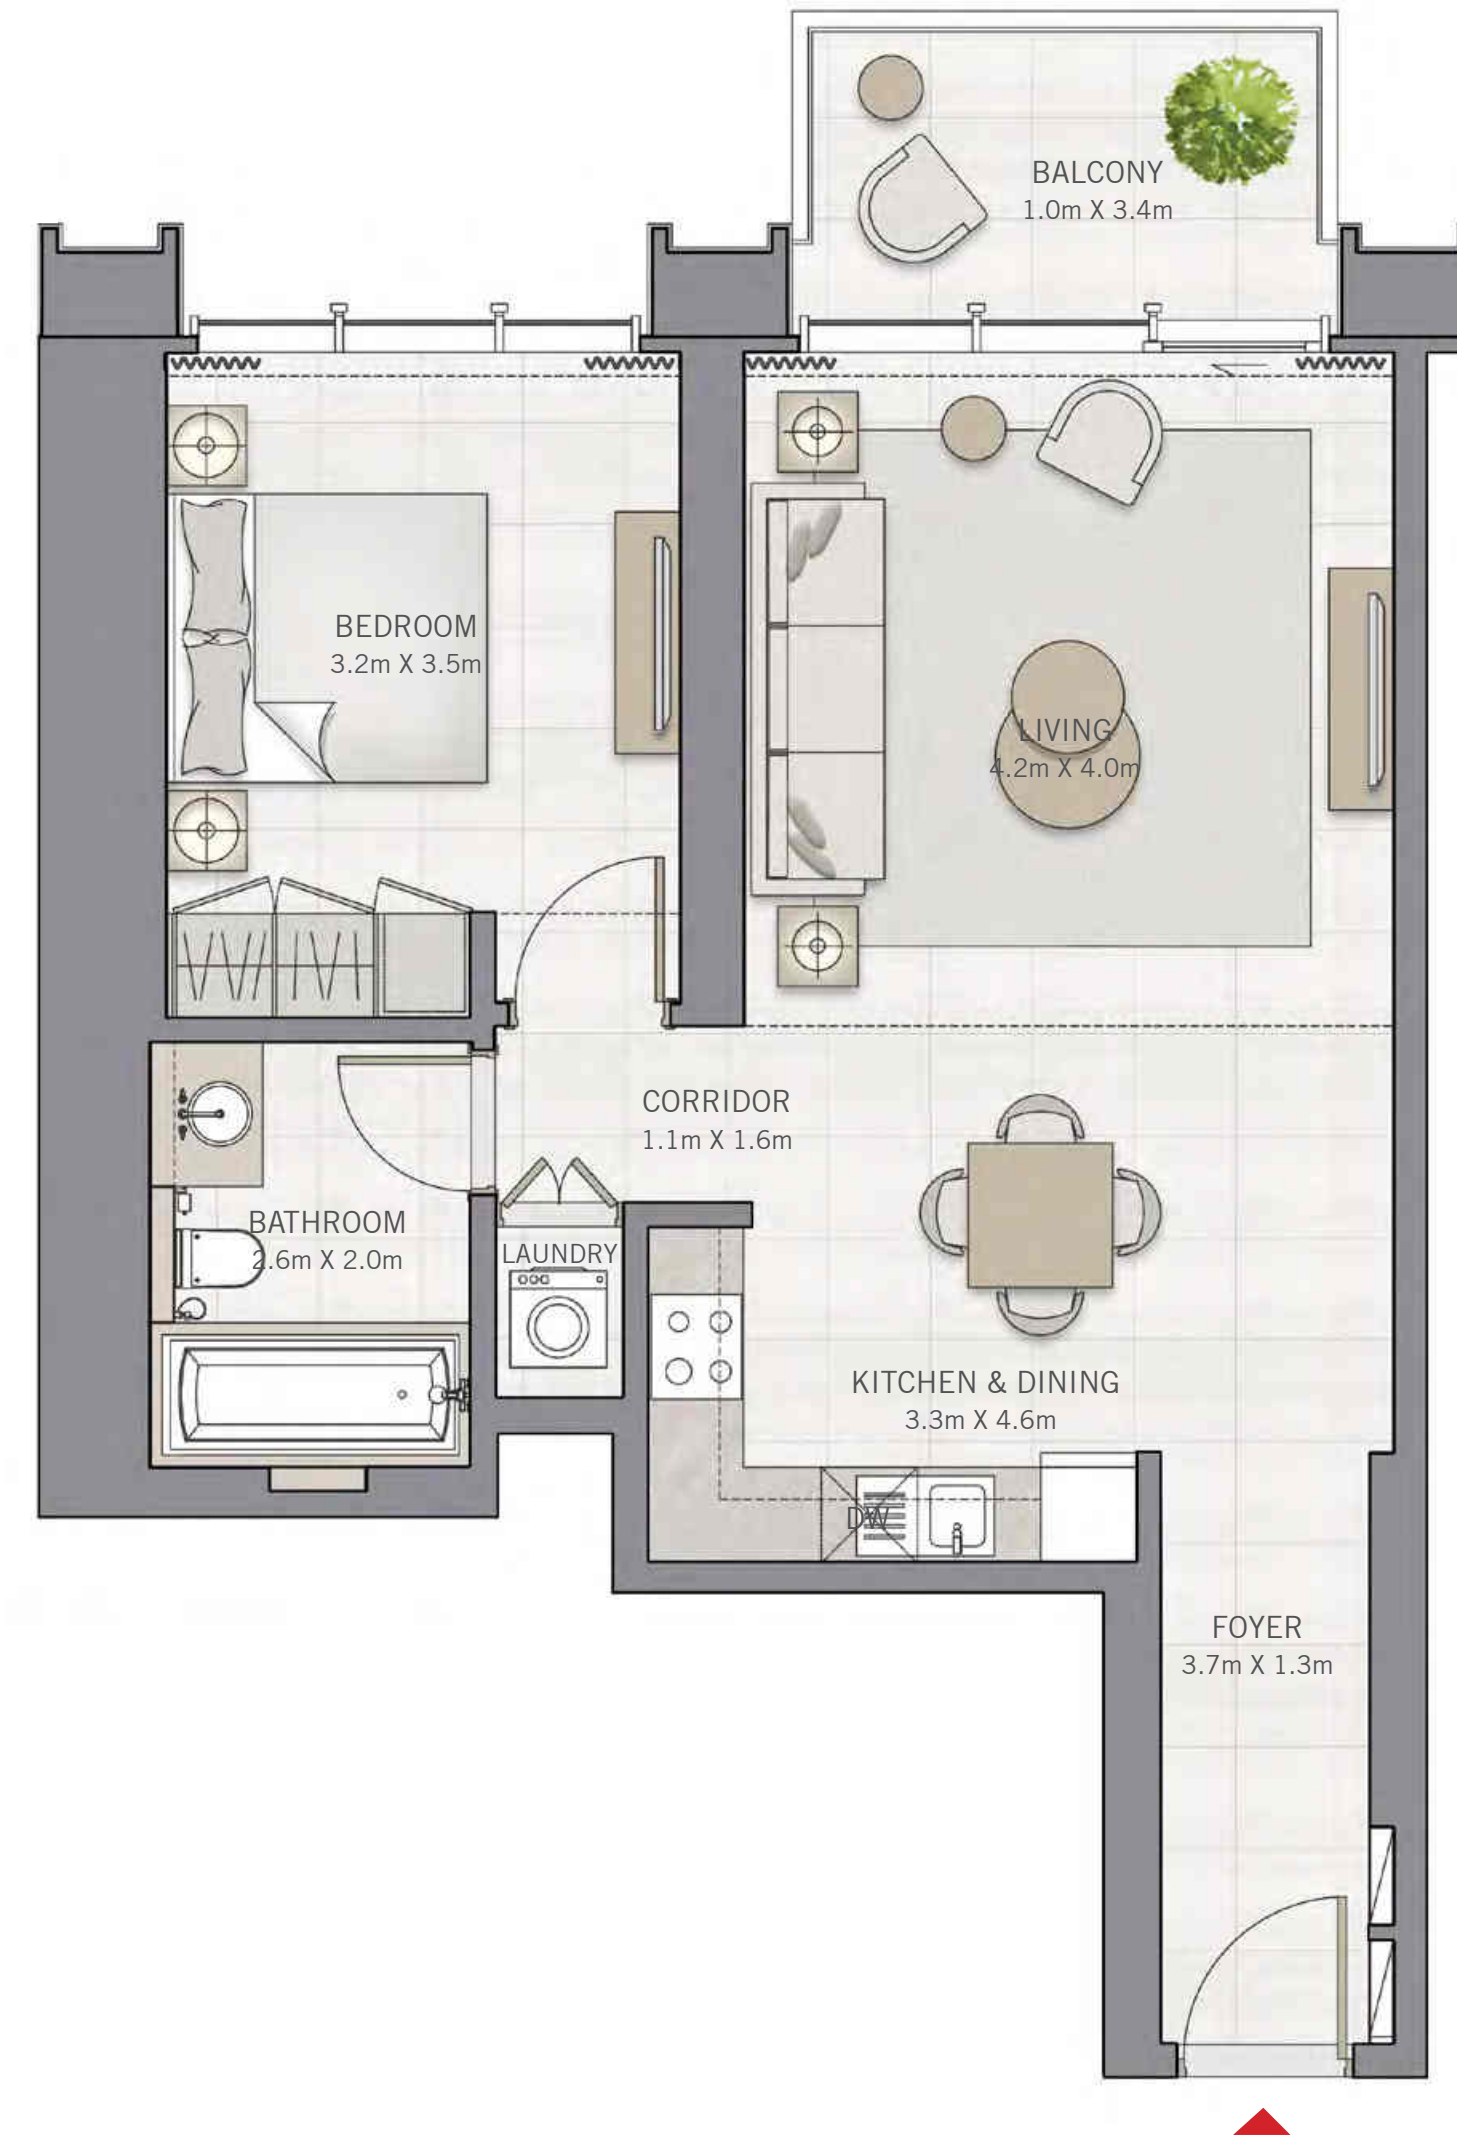 BALCONY
1.0m X 3.4m
BEDROOM
3.2m X 3.5m
LIVING
4.2m X 4.0m
CORRIDOR
1.1m X 1.6m
BATHROOM
2.6m X 2.0m
LAUNDRY
KITCHEN & DINING
3.3m X 4.6m
DW
FOYER
3.7m X 1.3m